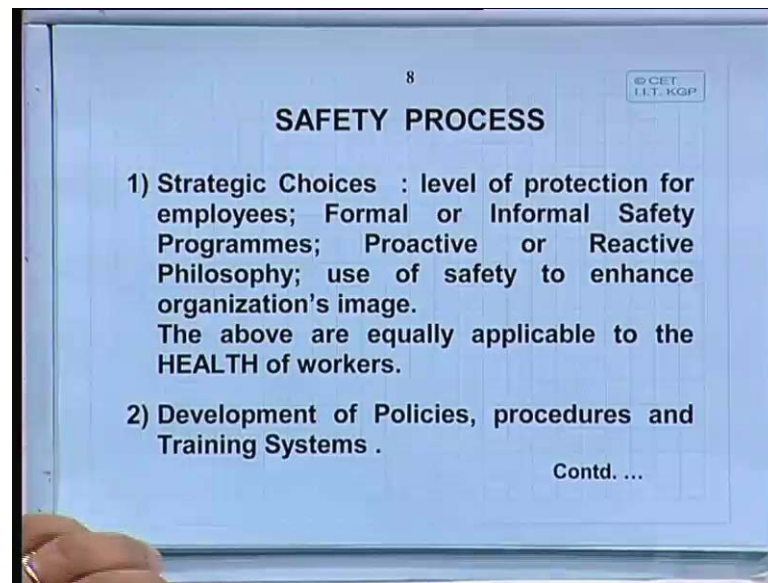 8
© CET
I.I.T. KGP
SAFETY PROCESS
1) Strategic Choices : level of protection for
employees; Formal or Informal Safety
Programmes; Proactive or Reactive
Philosophy; use of safety to enhance
organization's image.
The above are equally applicable to the
HEALTH of workers.
2) Development of Policies, procedures and
Training Systems .
Contd. ...